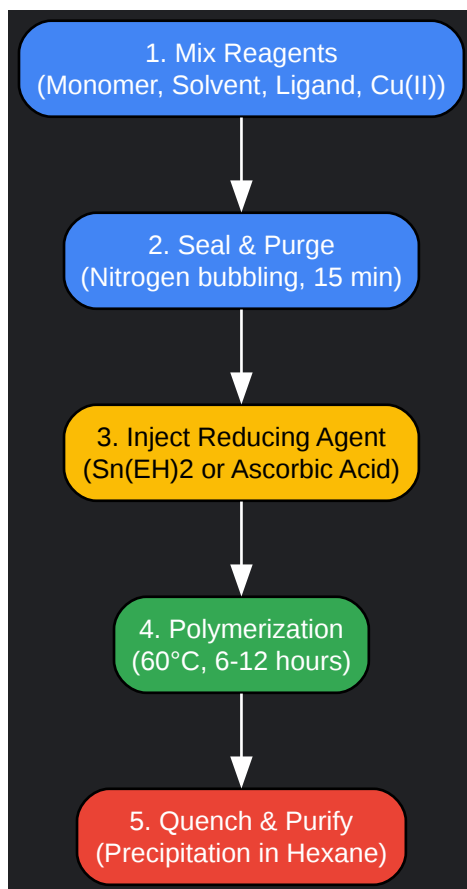 1. Mix Reagents
(Monomer, Solvent, Ligand, Cu(II))
2. Seal & Purge
(Nitrogen bubbling, 15 min)
3. Inject Reducing Agent
(Sn(EH)2 or Ascorbic Acid)
4. Polymerization
(60°C, 6-12 hours)
5. Quench & Purify
(Precipitation in Hexane)